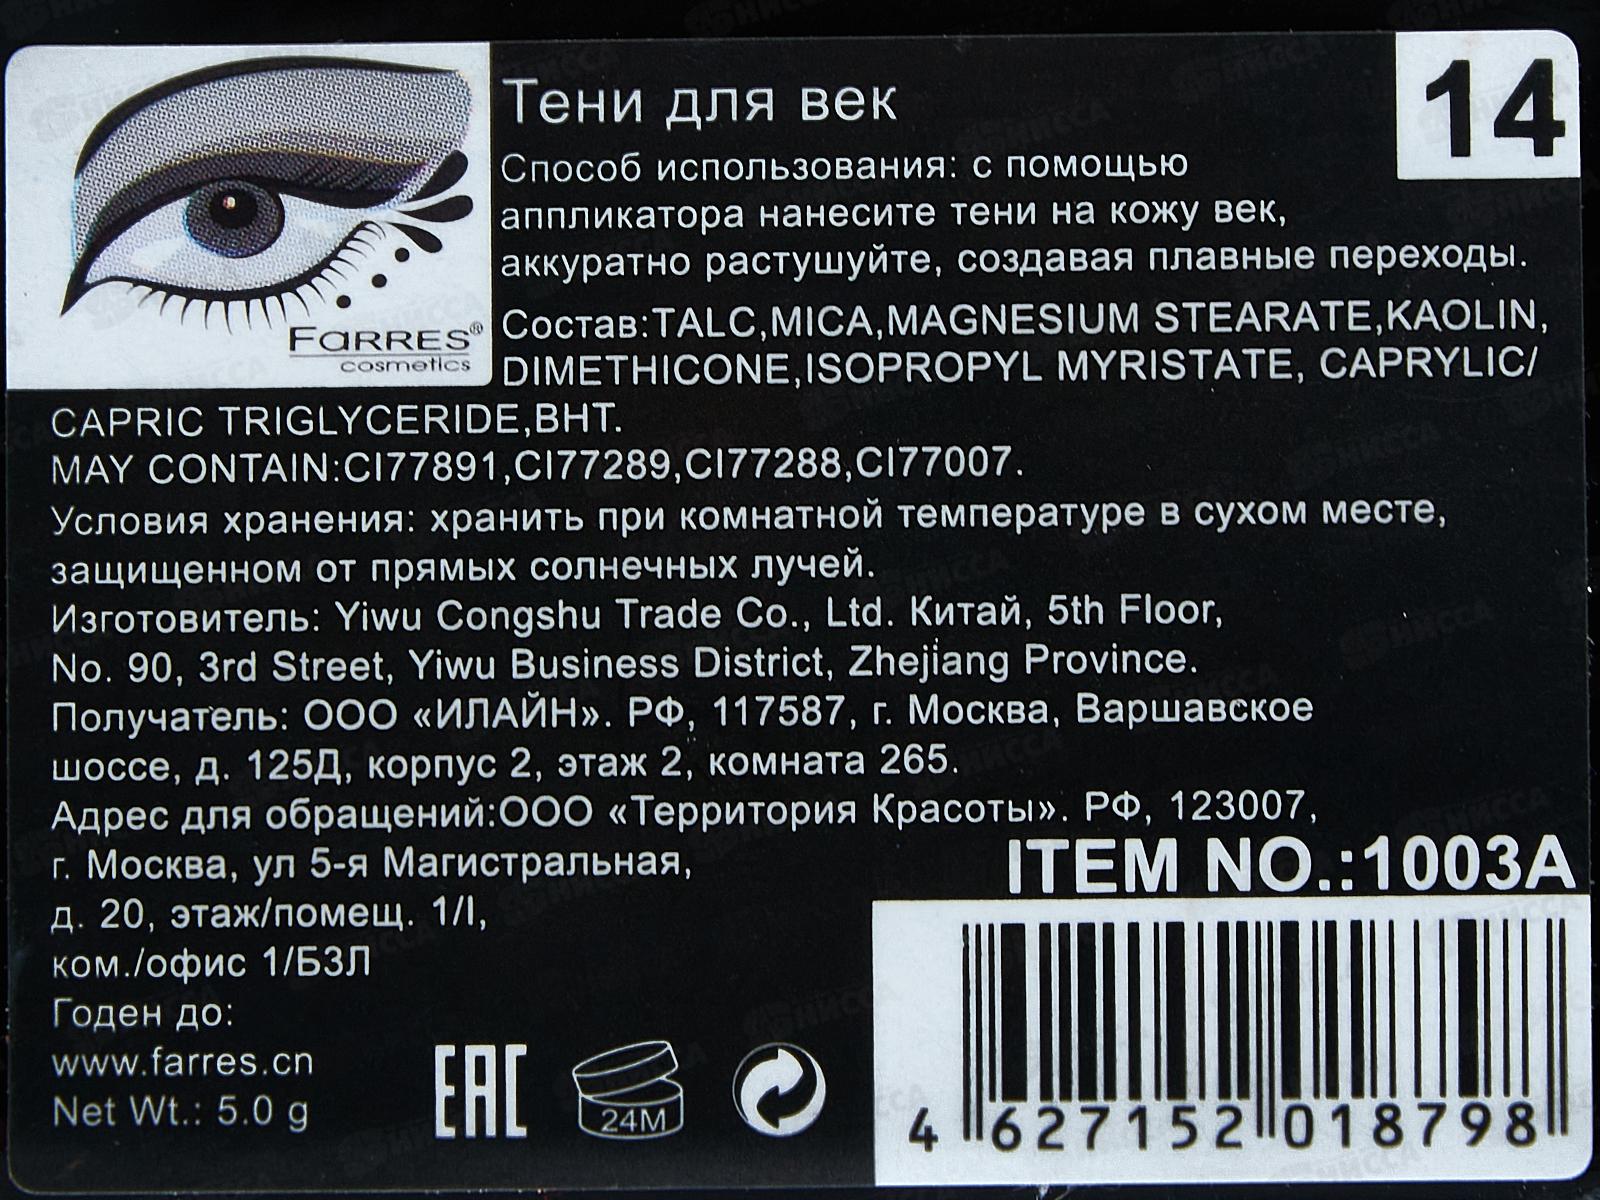 Тени для век
14
Способ использования: с помощью
аппликатора нанесите тени на кожу век,
аккуратно растушуйте, создавая плавные переходы.
FARRES®
cosmetics
Состав:TALC,MICA,MAGNESIUM STEARATE,KAOLIN,
DIMETHICONE,ISOPROPYL MYRISTATE, CAPRYLIC/
CAPRIC TRIGLYCERIDE,BHT.
MAY CONTAIN:CI77891,CI77289,CI77288,CI77007.
Условия хранения: хранить при комнатной температуре в сухом месте,
защищенном от прямых солнечных лучей.
Изготовитель: Yiwu Congshu Trade Co., Ltd. Китай, 5th Floor,
No. 90, 3rd Street, Yiwu Business District, Zhejiang Province.
Получатель: ООО «ИЛАЙН». РФ, 117587, г. Москва, Варшавское
шоссе, д. 125Д, корпус 2, этаж 2, комната 265.
Адрес для обращений:ООО «Территория Красоты». РФ, 123007,
г. Москва, ул 5-я Магистральная,
д. 20, этаж/помещ. 1/I,
ком./офис 1/Б3Л
ITEM NO.:1003A
Годен до:
www.farres.cn
Net Wt.: 5.0 g
EAC
24M
4 627152 018798
НИССА